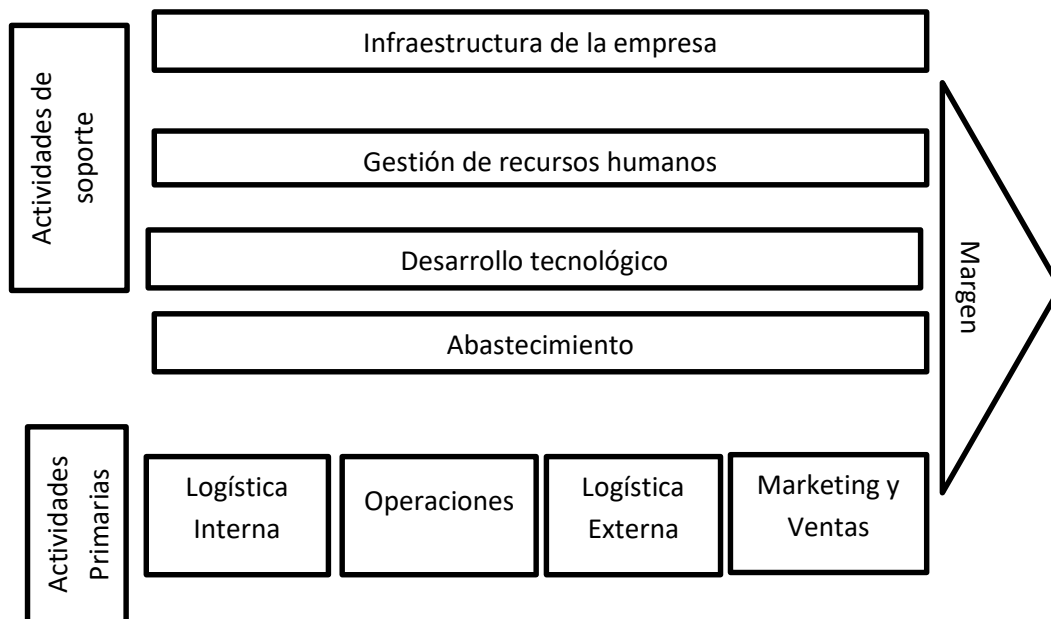 Actividades de
soporte
Infraestructura de la empresa
Gestión de recursos humanos
Desarrollo tecnológico
Abastecimiento
Margen
Actividades
Primarias
Logística
Interna
Operaciones
Logística
Externa
Marketing y
Ventas